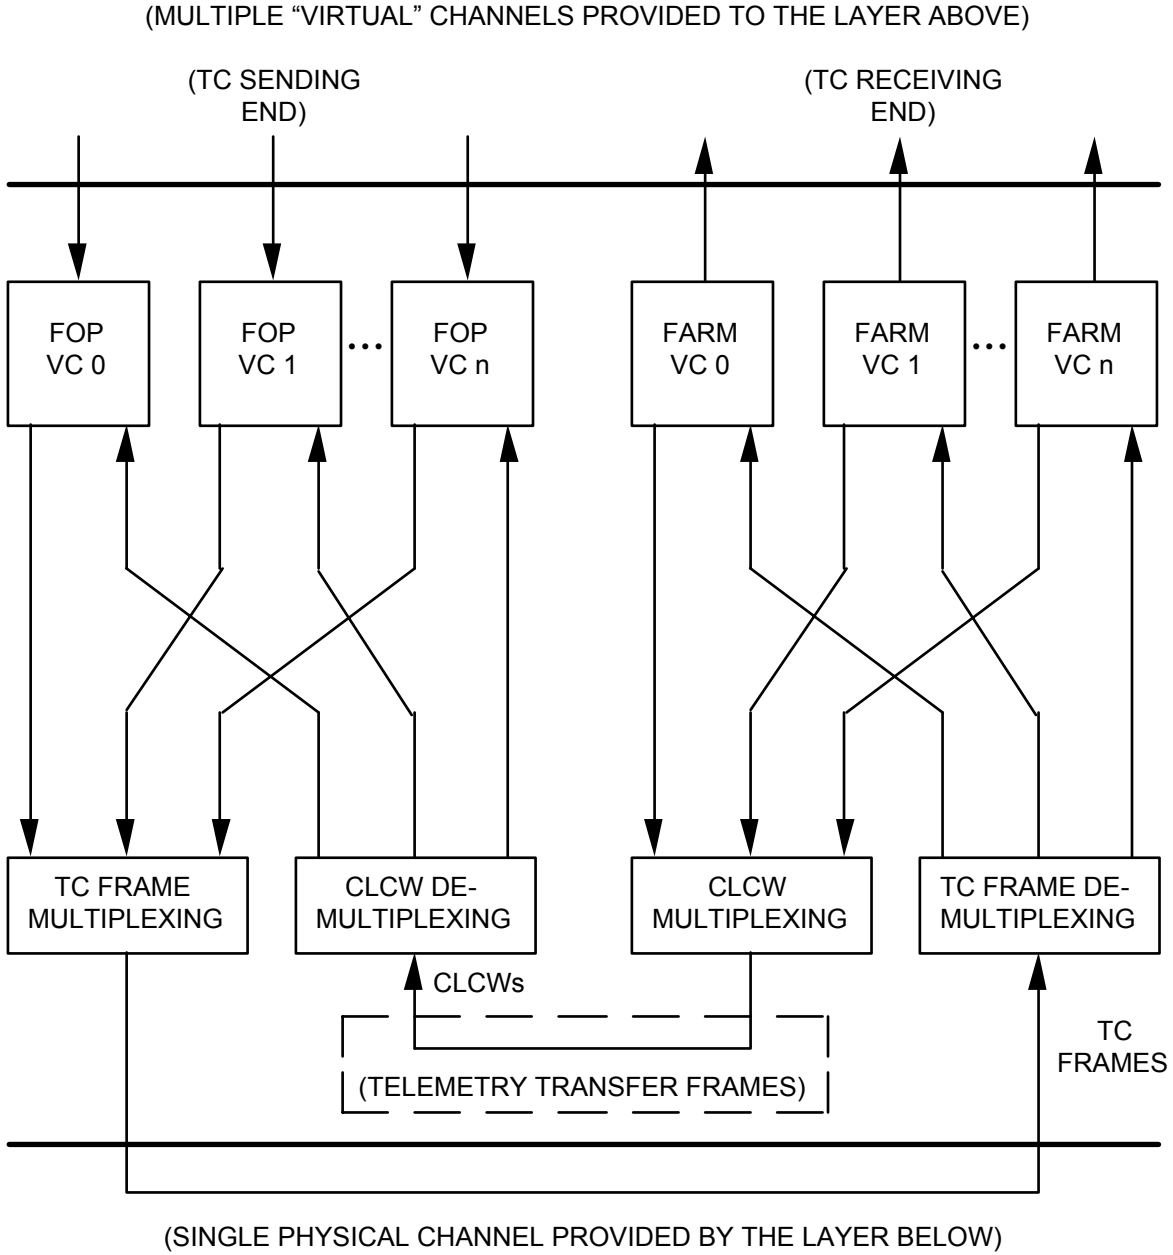 (MULTIPLE “VIRTUAL” CHANNELS PROVIDED TO THE LAYER ABOVE)
(TC SENDING
END)
(TC RECEIVING
END)
FOP
VC 0
FOP
VC 1
...
FOP
VC n
FARM
VC 0
FARM
VC 1
...
FARM
VC n
TC FRAME
MULTIPLEXING
CLCW DE-
MULTIPLEXING
CLCW
MULTIPLEXING
TC FRAME DE-
MULTIPLEXING
CLCWs
(TELEMETRY TRANSFER FRAMES)
TC
FRAMES
(SINGLE PHYSICAL CHANNEL PROVIDED BY THE LAYER BELOW)